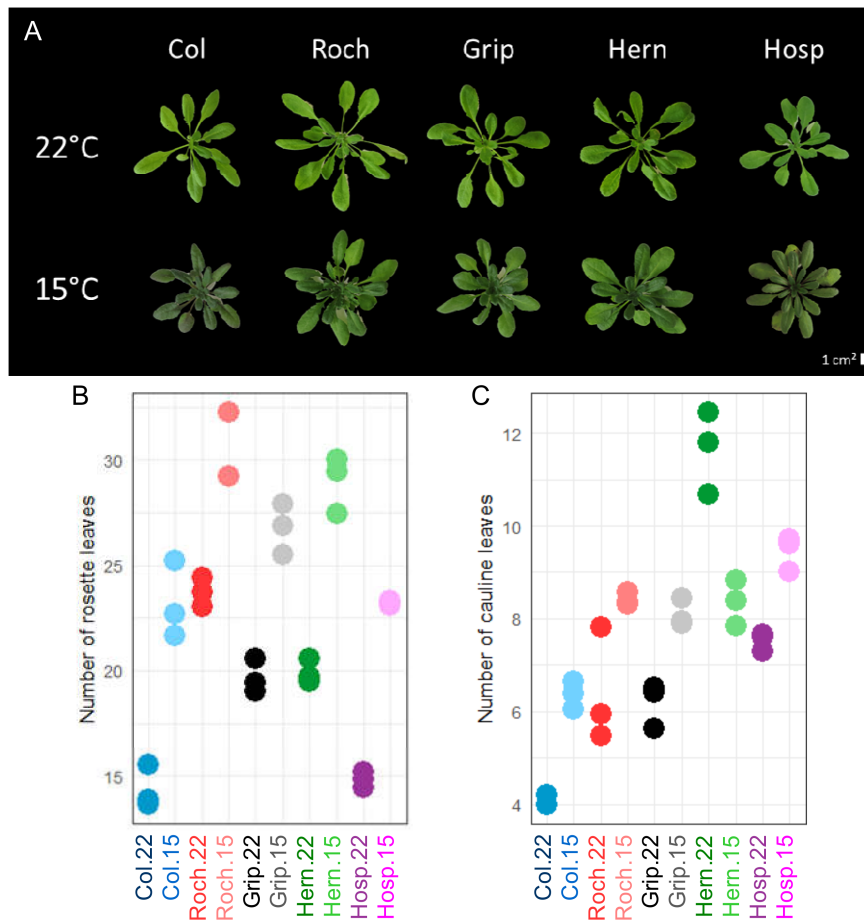 A
Col Roch Grip Hern Hosp
22°C
15°C
1 cm²
B
Number of rosette leaves
30
25
20
15
Col.22 Col.15 Roch.22 Roch.15 Grip.22 Grip.15 Hern.22 Hern.15 Hosp.22 Hosp.15
C
Number of cauline leaves
12
10
8
6
4
Col.22 Col.15 Roch.22 Roch.15 Grip.22 Grip.15 Hern.22 Hern.15 Hosp.22 Hosp.15